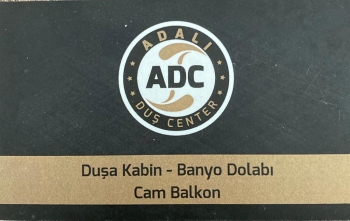 ADALI
ADC
DUŞ CENTER
Duşa Kabin - Banyo Dolabı
Cam Balkon